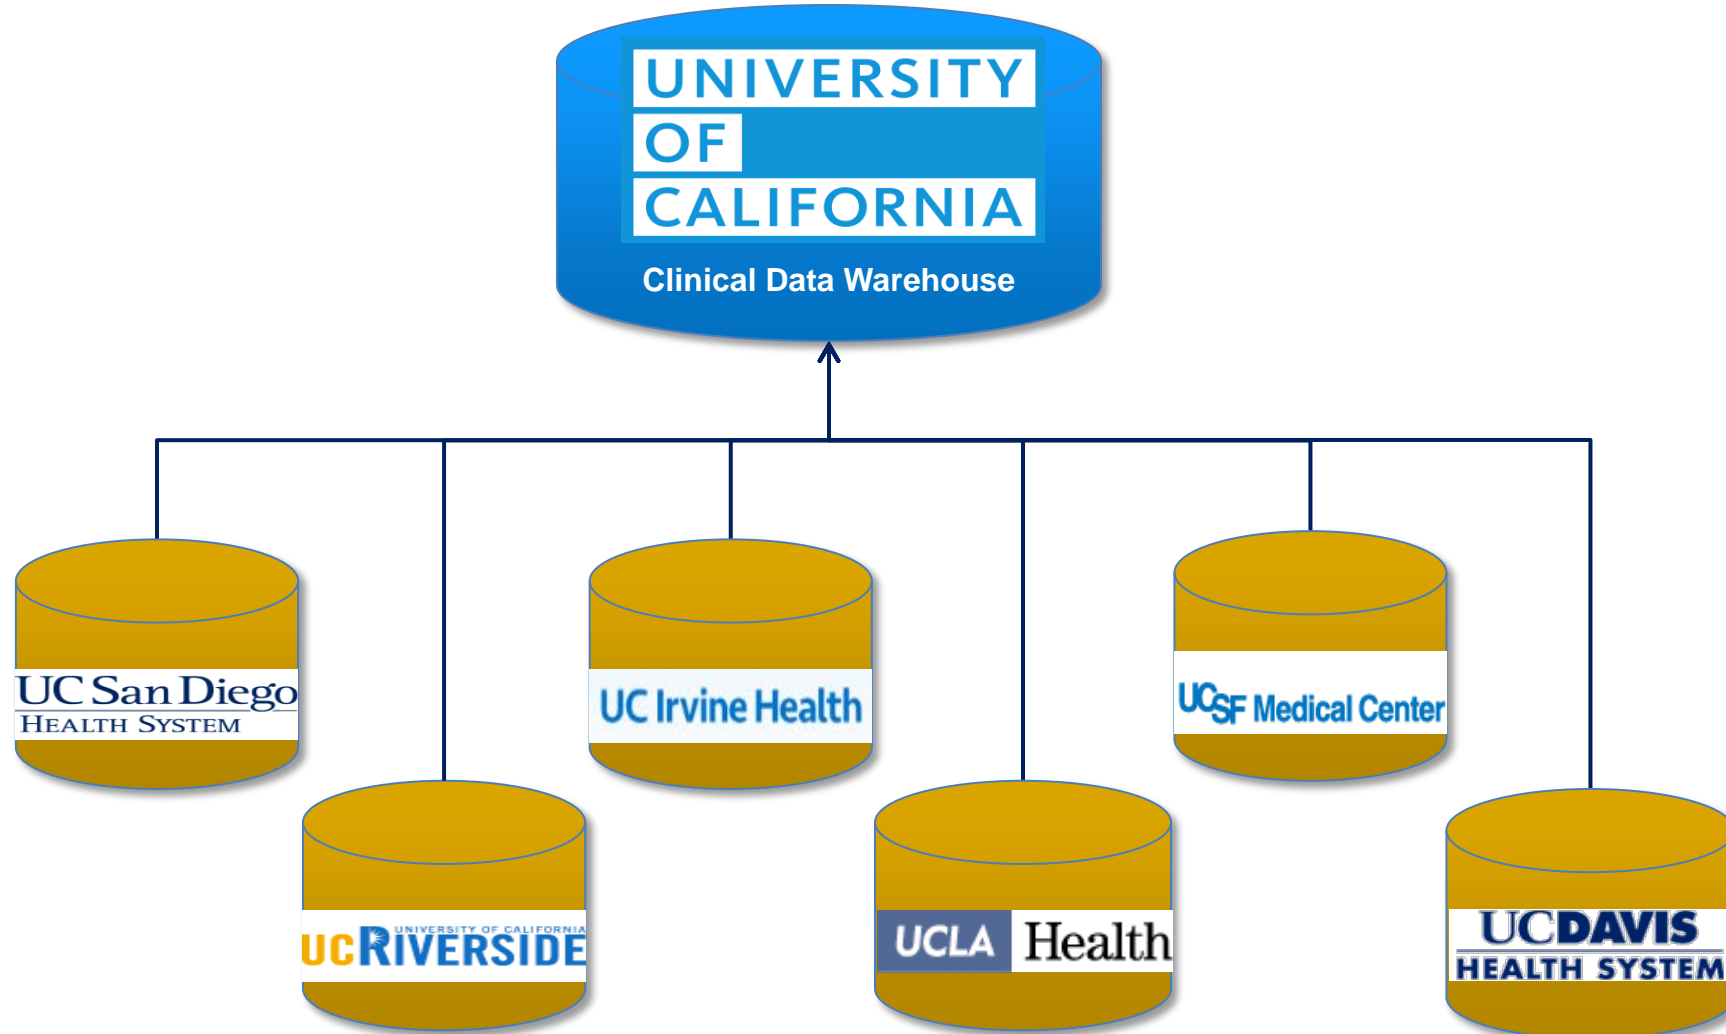 UNIVERSITY
OF
CALIFORNIA
Clinical Data Warehouse
UC San Diego
HEALTH SYSTEM
UC Irvine Health
UCSF Medical Center
UNIVERSITY OF CALIFORNIA
UCRIVERSIDE
UCLA Health
UCDAVIS
HEALTH SYSTEM